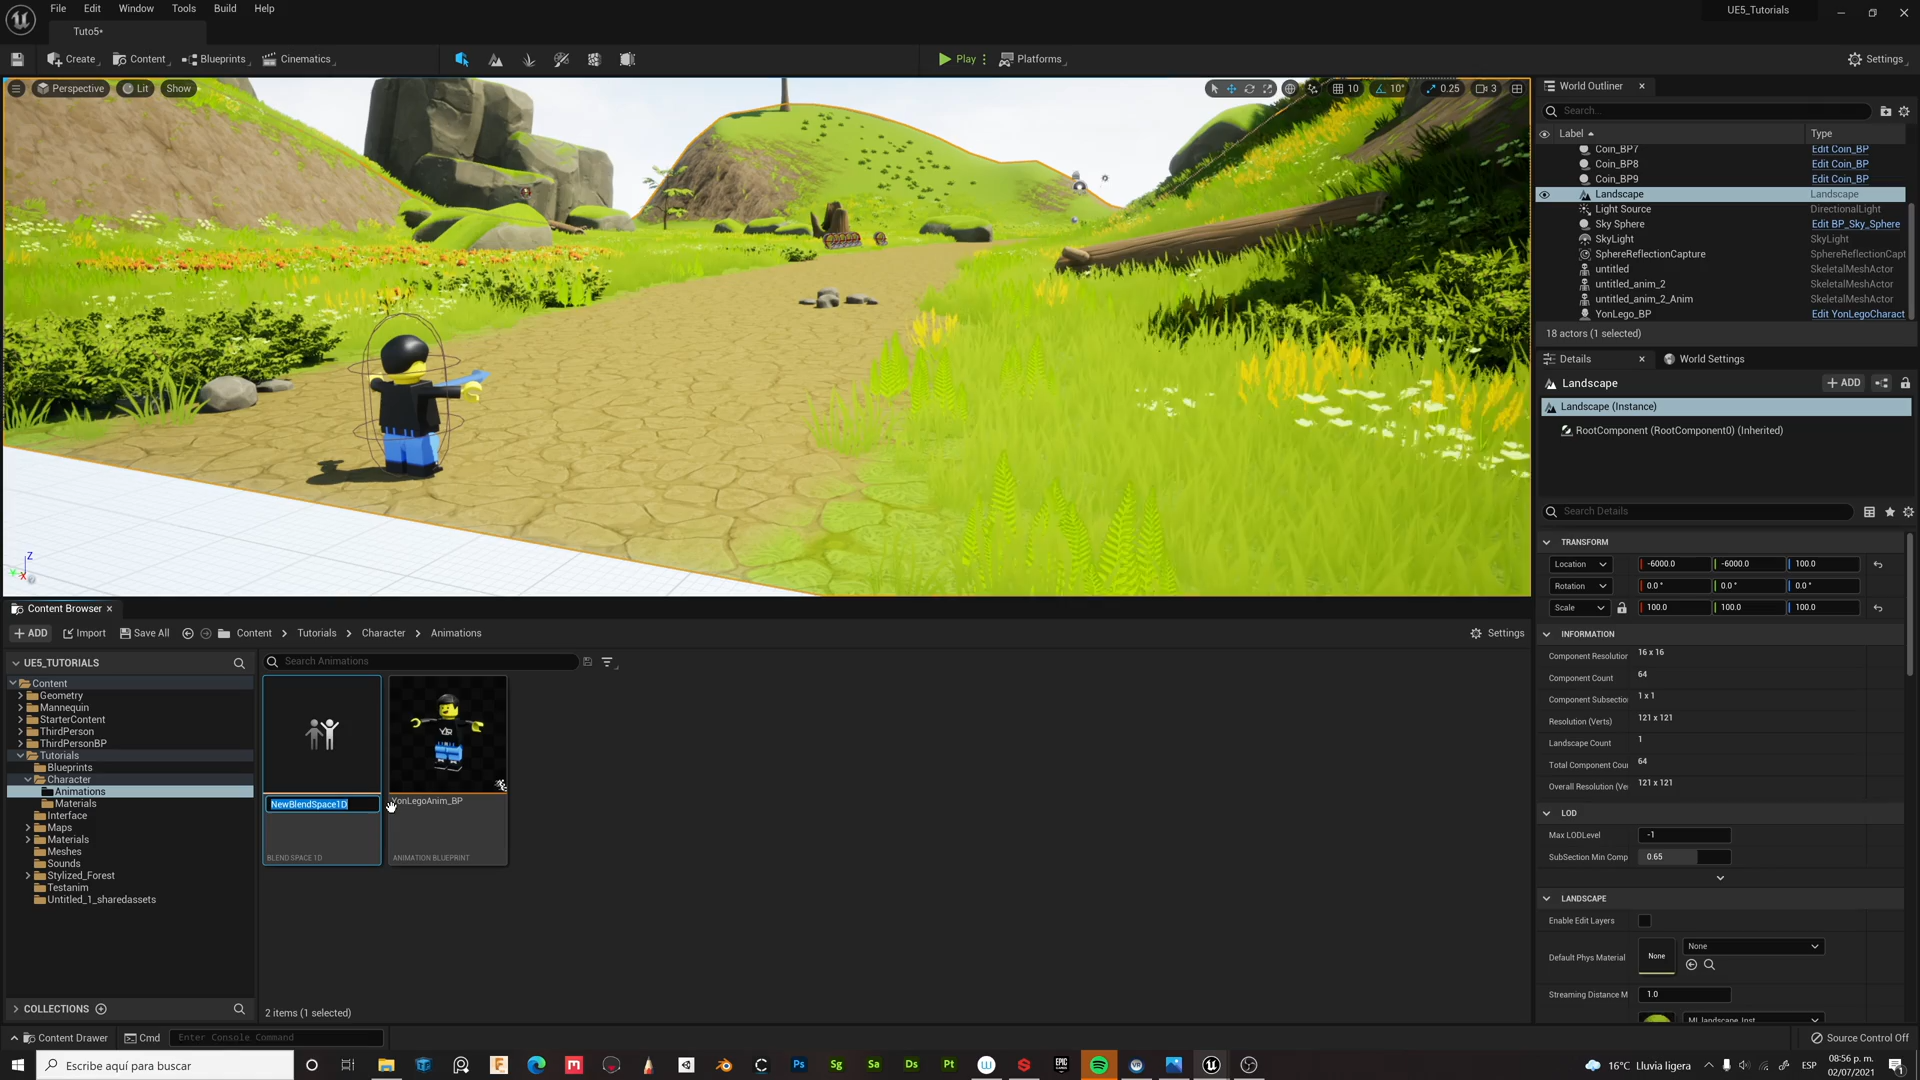 File Edit Window Tools Build Help
UE5_Tutorials
Tuto5*
Create Content Blueprints Cinematics Play Platforms Settings
Perspective Lit Show
10 10° 0.25 3
World Outliner
Search...
Label Type
Coin_BP7 Edit Coin_BP
Coin_BP8 Edit Coin_BP
Coin_BP9 Edit Coin_BP
Landscape Landscape
Light Source DirectionalLight
Sky Sphere Edit BP_Sky_Sphere
SkyLight SkyLight
SphereReflectionCapture SphereReflectionCapt
untitled SkeletalMeshActor
untitled_anim_2 SkeletalMeshActor
untitled_anim_2_Anim SkeletalMeshActor
YonLego_BP Edit YonLegoCharact
18 actors (1 selected)
Details World Settings
Landscape ADD
Landscape (Instance)
RootComponent (RootComponent0) (Inherited)
Search Details
TRANSFORM
Location -6000.0 -6000.0 100.0
Rotation 0.0 ° 0.0 ° 0.0 °
Scale 100.0 100.0 100.0
INFORMATION
Component Resolution 16 x 16
Component Count 64
Component Subsectio 1 x 1
Resolution (Verts) 121 x 121
Landscape Count 1
Total Component Cou 64
Overall Resolution (Ve 121 x 121
LOD
Max LODLevel -1
SubSection Min Comp 0.65
LANDSCAPE
Enable Edit Layers
Default Phys Material None None
Streaming Distance M 1.0
MI_landscape_Inst
Z
Y
X
Content Browser
ADD Import Save All Content Tutorials Character Animations Settings
UE5_TUTORIALS
Search Animations
Content
Geometry
Mannequin
StarterContent
ThirdPerson
ThirdPersonBP
Tutorials
Blueprints
Character
Animations
Materials
Interface
Maps
Materials
Meshes
Sounds
Stylized_Forest
Testanim
Untitled_1_sharedassets
NewBlendSpace1D
BLEND SPACE 1D
YonLegoAnim_BP
ANIMATION BLUEPRINT
COLLECTIONS
2 items (1 selected)
Content Drawer Cmd Enter Console Command Source Control Off
Escribe aquí para buscar
16°C Lluvia ligera ESP
08:56 p. m.
02/07/2021